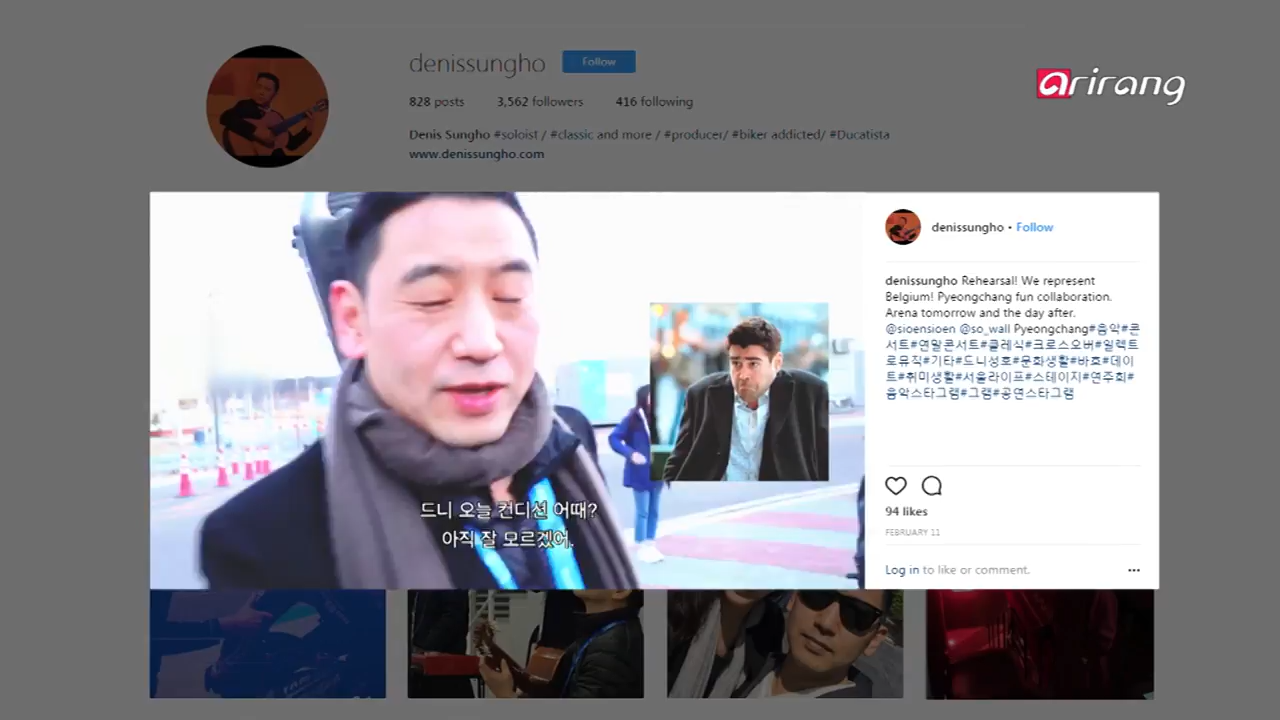 denissungho Follow
arirang
828 posts 3,562 followers 416 following
Denis Sungho #soloist / #classic and more / #producer/ #biker addicted/ #Ducatista
www.denissungho.com
denissungho • Follow
denissungho Rehearsal! We represent
Belgium! Pyeongchang fun collaboration.
Arena tomorrow and the day after.
@sioensioen @so_wall Pyeongchang#음악#콘
서트#연말콘서트#클레식#크로스오버#일렉트
로뮤직#기타#드니성호#문화생활#바흐#데이
트#취미생활#서울라이프#스테이지#연주회#
음악스타그램#그램#공연스타그램
드니 오늘 컨디션 어때?
아직 잘 모르겠어.
94 likes
FEBRUARY 11
Log in to like or comment.